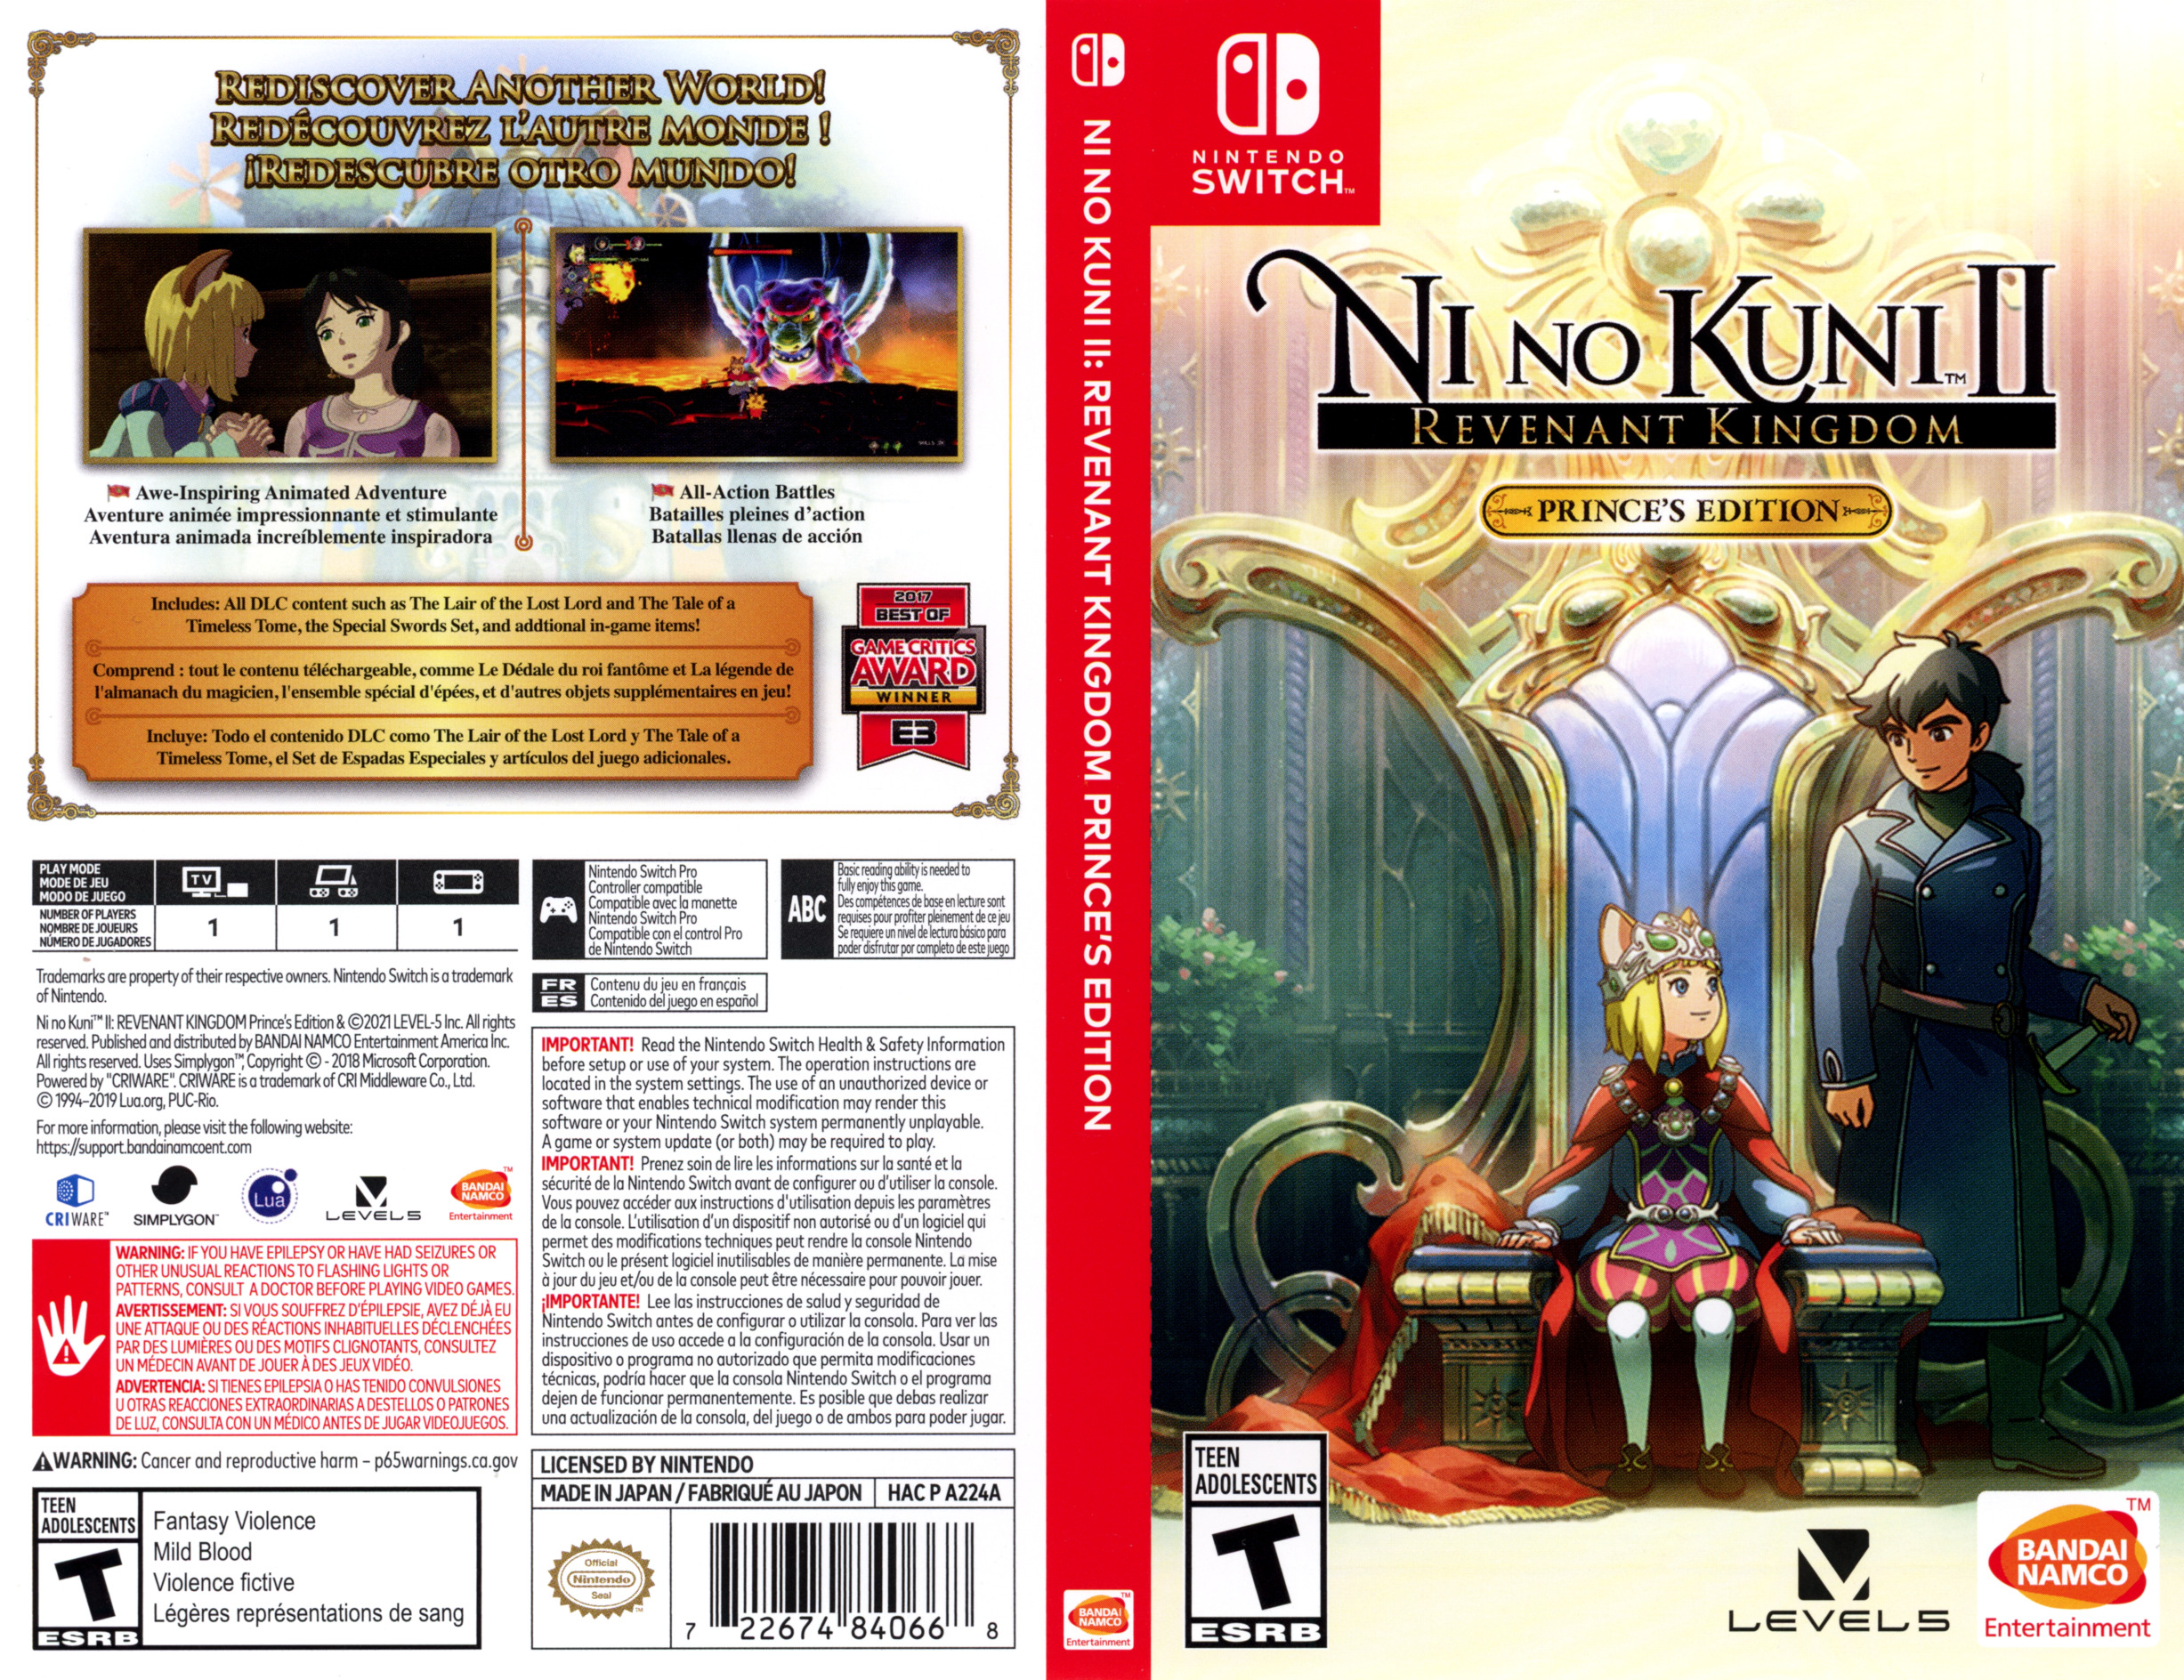 REDISCOVER ANOTHER WORLD!
REDÉCOUVREZ L'AUTRE MONDE !
¡REDESCUBRE OTRO MUNDO!
Awe-Inspiring Animated Adventure
Aventure animée impressionnante et stimulante
Aventura animada increíblemente inspiradora
All-Action Battles
Batailles pleines d'action
Batallas llenas de acción
Includes: All DLC content such as The Lair of the Lost Lord and The Tale of a
Timeless Tome, the Special Swords Set, and addtional in-game items!
Comprend : tout le contenu téléchargeable, comme Le Dédale du roi fantôme et La légende de
l'almanach du magicien, l'ensemble spécial d'épées, et d'autres objets supplémentaires en jeu!
Incluye: Todo el contenido DLC como The Lair of the Lost Lord y The Tale of a
Timeless Tome, el Set de Espadas Especiales y artículos del juego adicionales.
2017
BEST OF
GAME CRITICS
AWARD
WINNER
E3
PLAY MODE
MODE DE JEU
MODO DE JUEGO
TV
NUMBER OF PLAYERS
NOMBRE DE JOUEURS
NÚMERO DE JUGADORES
1
1
1
Nintendo Switch Pro
Controller compatible
Compatible avec la manette
Nintendo Switch Pro
Compatible con el control Pro
de Nintendo Switch
ABC
Basic reading ability is needed to
fully enjoy this game.
Des compétences de base en lecture sont
requises pour profiter pleinement de ce jeu
Se requiere un nivel de lectura básico para
poder disfrutar por completo de este juego
FR
ES
Contenu du jeu en français
Contenido del juego en español
Trademarks are property of their respective owners. Nintendo Switch is a trademark
of Nintendo.
Ni no Kuni™ II: REVENANT KINGDOM Prince's Edition & ©2021 LEVEL-5 Inc. All rights
reserved. Published and distributed by BANDAI NAMCO Entertainment America Inc.
All rights reserved. Uses Simplygon™, Copyright © - 2018 Microsoft Corporation.
Powered by "CRIWARE". CRIWARE is a trademark of CRI Middleware Co., Ltd.
© 1994-2019 Lua.org, PUC-Rio.
For more information, please visit the following website:
https://support.bandainamcoent.com
CRIWARE™
SIMPLYGON™
Lua
LEVEL5
BANDAI
NAMCO
Entertainment
TM
WARNING: IF YOU HAVE EPILEPSY OR HAVE HAD SEIZURES OR
OTHER UNUSUAL REACTIONS TO FLASHING LIGHTS OR
PATTERNS, CONSULT A DOCTOR BEFORE PLAYING VIDEO GAMES.
AVERTISSEMENT: SI VOUS SOUFFREZ D'ÉPILEPSIE, AVEZ DÉJÀ EU
UNE ATTAQUE OU DES RÉACTIONS INHABITUELLES DÉCLENCHÉES
PAR DES LUMIÈRES OU DES MOTIFS CLIGNOTANTS, CONSULTEZ
UN MÉDECIN AVANT DE JOUER À DES JEUX VIDÉO.
ADVERTENCIA: SI TIENES EPILEPSIA O HAS TENIDO CONVULSIONES
U OTRAS REACCIONES EXTRAORDINARIAS A DESTELLOS O PATRONES
DE LUZ, CONSULTA CON UN MÉDICO ANTES DE JUGAR VIDEOJUEGOS.
IMPORTANT! Read the Nintendo Switch Health & Safety Information
before setup or use of your system. The operation instructions are
located in the system settings. The use of an unauthorized device or
software that enables technical modification may render this
software or your Nintendo Switch system permanently unplayable.
A game or system update (or both) may be required to play.
IMPORTANT! Prenez soin de lire les informations sur la santé et la
sécurité de la Nintendo Switch avant de configurer ou d'utiliser la console.
Vous pouvez accéder aux instructions d'utilisation depuis les paramètres
de la console. L'utilisation d'un dispositif non autorisé ou d'un logiciel qui
permet des modifications techniques peut rendre la console Nintendo
Switch ou le présent logiciel inutilisables de manière permanente. La mise
à jour du jeu et/ou de la console peut être nécessaire pour pouvoir jouer.
¡IMPORTANTE! Lee las instrucciones de salud y seguridad de
Nintendo Switch antes de configurar o utilizar la consola. Para ver las
instrucciones de uso accede a la configuración de la consola. Usar un
dispositivo o programa no autorizado que permita modificaciones
técnicas, podría hacer que la consola Nintendo Switch o el programa
dejen de funcionar permanentemente. Es posible que debas realizar
una actualización de la consola, del juego o de ambos para poder jugar.
WARNING: Cancer and reproductive harm – p65warnings.ca.gov
TEEN
ADOLESCENTS
T
ESRB
Fantasy Violence
Mild Blood
Violence fictive
Légères représentations de sang
LICENSED BY NINTENDO
MADE IN JAPAN / FABRIQUÉ AU JAPON
HAC P A224A
Official
Nintendo
Seal
7 22674 84066 8
NI NO KUNI II: REVENANT KINGDOM PRINCE'S EDITION
BANDAI
NAMCO
Entertainment
TM
NINTENDO
SWITCH™
NI NO KUNI™ II
REVENANT KINGDOM
PRINCE'S EDITION
TEEN
ADOLESCENTS
T
ESRB
LEVEL5
BANDAI
NAMCO
Entertainment
TM